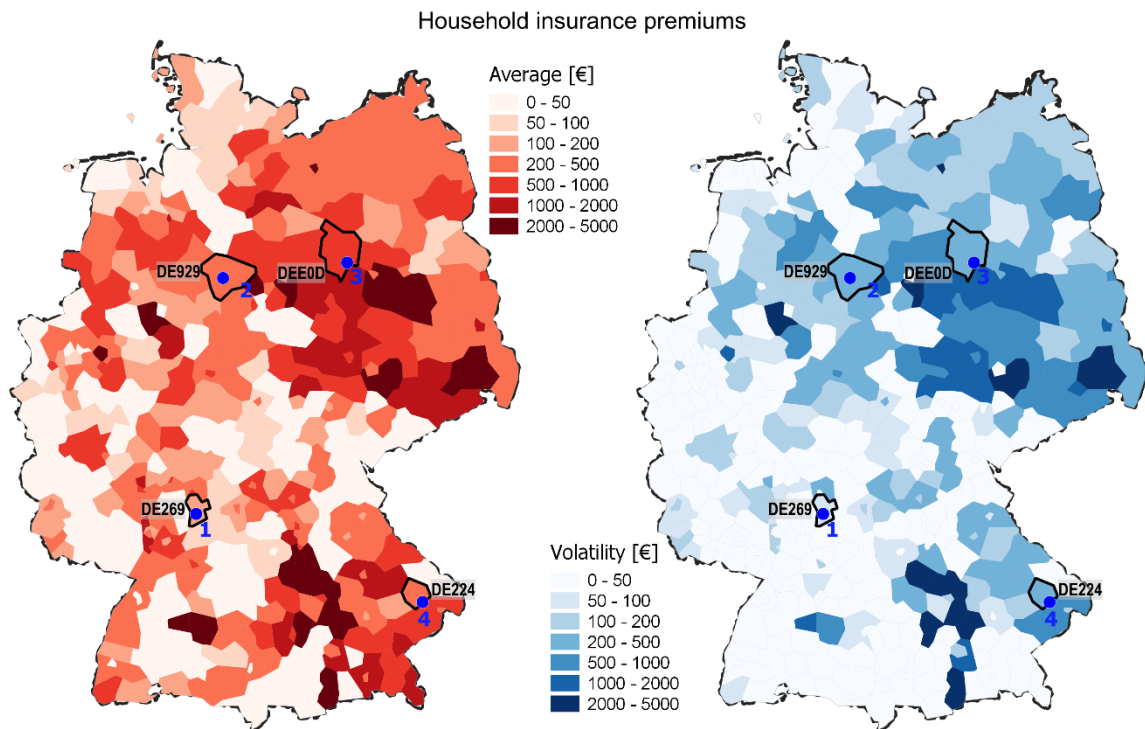 Household insurance premiums
Average [€]
0 - 50
50 - 100
100 - 200
200 - 500
500 - 1000
1000 - 2000
2000 - 5000
DE929
2
DEE0D
3
DE269
1
DE224
4
DE929
2
DEE0D
3
DE269
1
DE224
4
Volatility [€]
0 - 50
50 - 100
100 - 200
200 - 500
500 - 1000
1000 - 2000
2000 - 5000